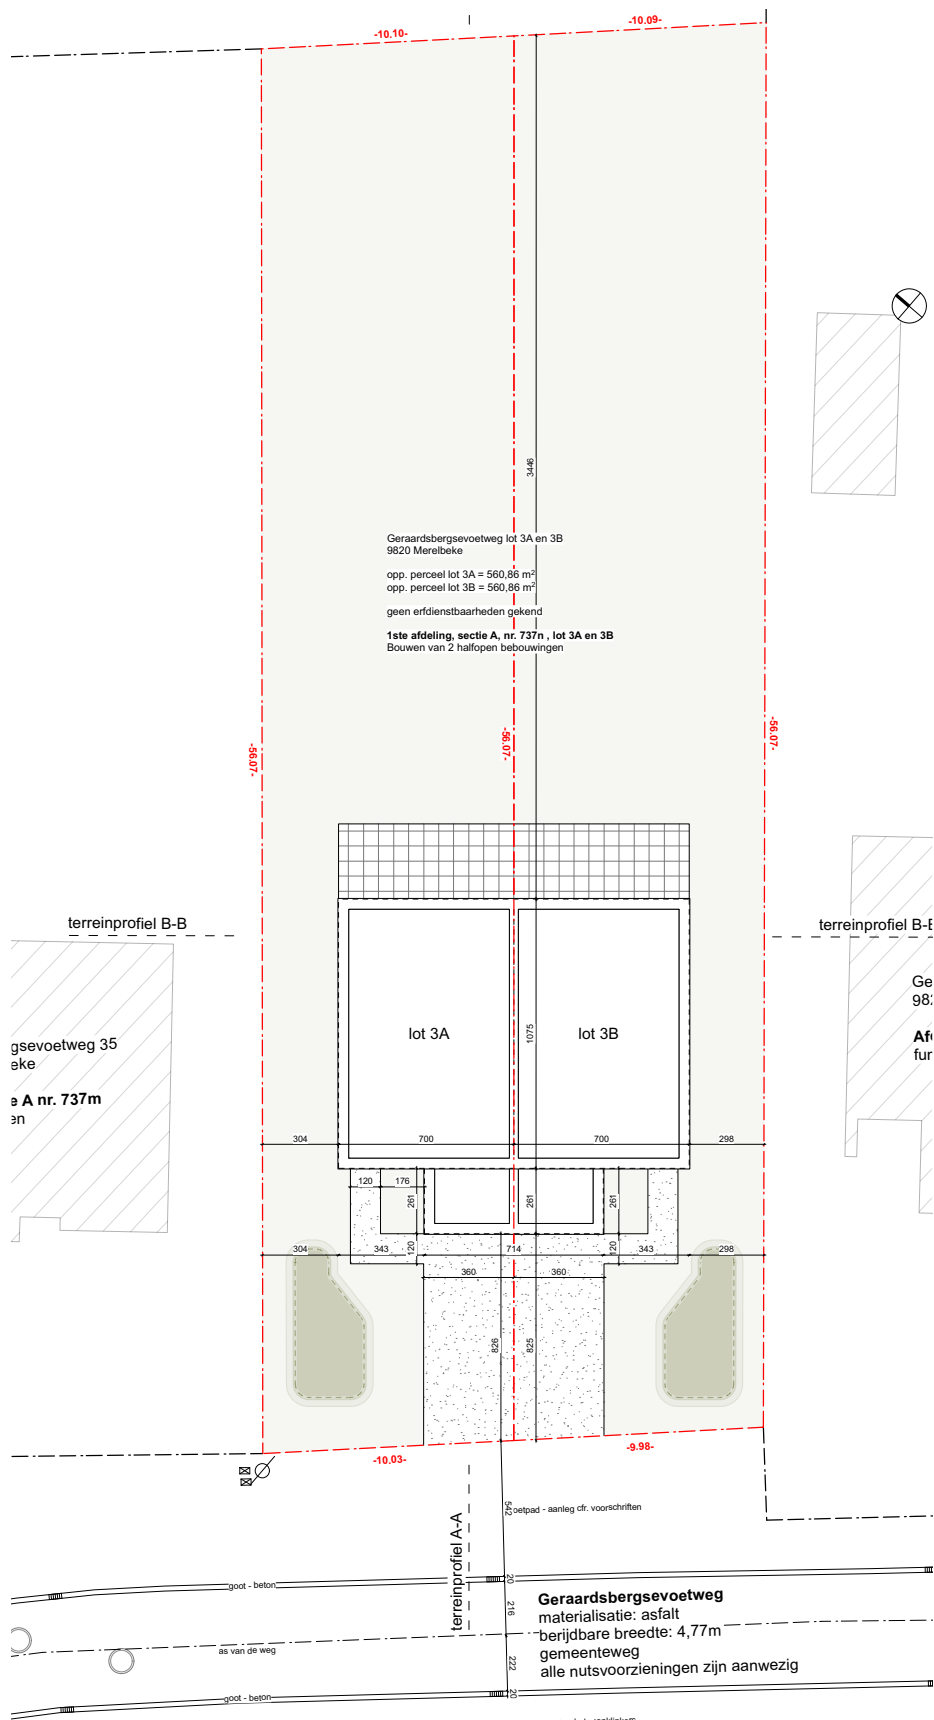 -10.10-
-10.09-
3446
Geraardsbergsevoetweg lot 3A en 3B
9820 Merelbeke
opp. perceel lot 3A = 560,86 m²
opp. perceel lot 3B = 560,86 m²
geen erfdienstbaarheden gekend
1ste afdeling, sectie A, nr. 737n , lot 3A en 3B
Bouwen van 2 halfopen bebouwingen
-56.07-
-56.07-
-56.07-
terreinprofiel B-B
terreinprofiel B-B
lot 3A
1075
lot 3B
gsevoetweg 35
eke
e A nr. 737m
en
Ge
982
Af
fur
304
700
700
298
120
176
261
261
261
304
343
120
714
120
343
298
360
360
826
825
-10.03-
-9.98-
542
oetpad - aanleg cfr. voorschriften
terreinprofiel A-A
goot - beton
20
216
Geraardsbergsevoetweg
materialisatie: asfalt
berijdbare breedte: 4,77m
gemeenteweg
alle nutsvoorzieningen zijn aanwezig
as van de weg
222
goot - beton
20